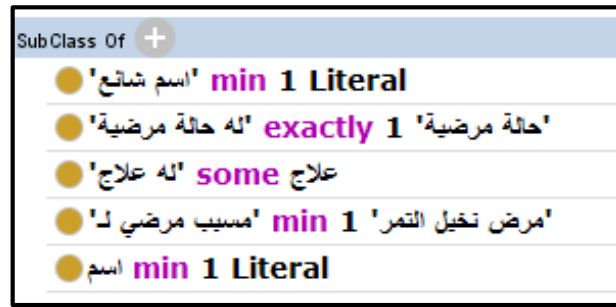 SubClass Of +
'اسم شائع' min 1 Literal
'له حالة مرضية' exactly 1 'حالة مرضية'
'له علاج' some علاج
'مسبب مرضي لـ' min 1 'مرض نخيل التمر'
اسم min 1 Literal